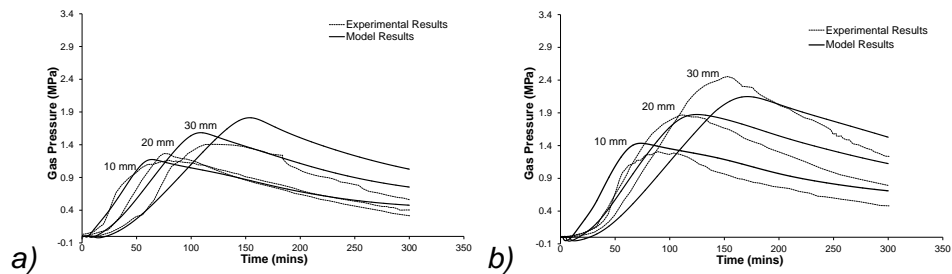 3.4
2.9
2.4
1.9
1.4
0.9
0.4
-0.1
Gas Pressure (MPa)
Experimental Results
Model Results
10 mm
20 mm
30 mm
0 50 100 150 200 250 300 350
Time (mins)
a)
3.4
2.9
2.4
1.9
1.4
0.9
0.4
-0.1
Gas Pressure (MPa)
Experimental Results
Model Results
30 mm
20 mm
10 mm
0 50 100 150 200 250 300 350
Time (mins)
b)